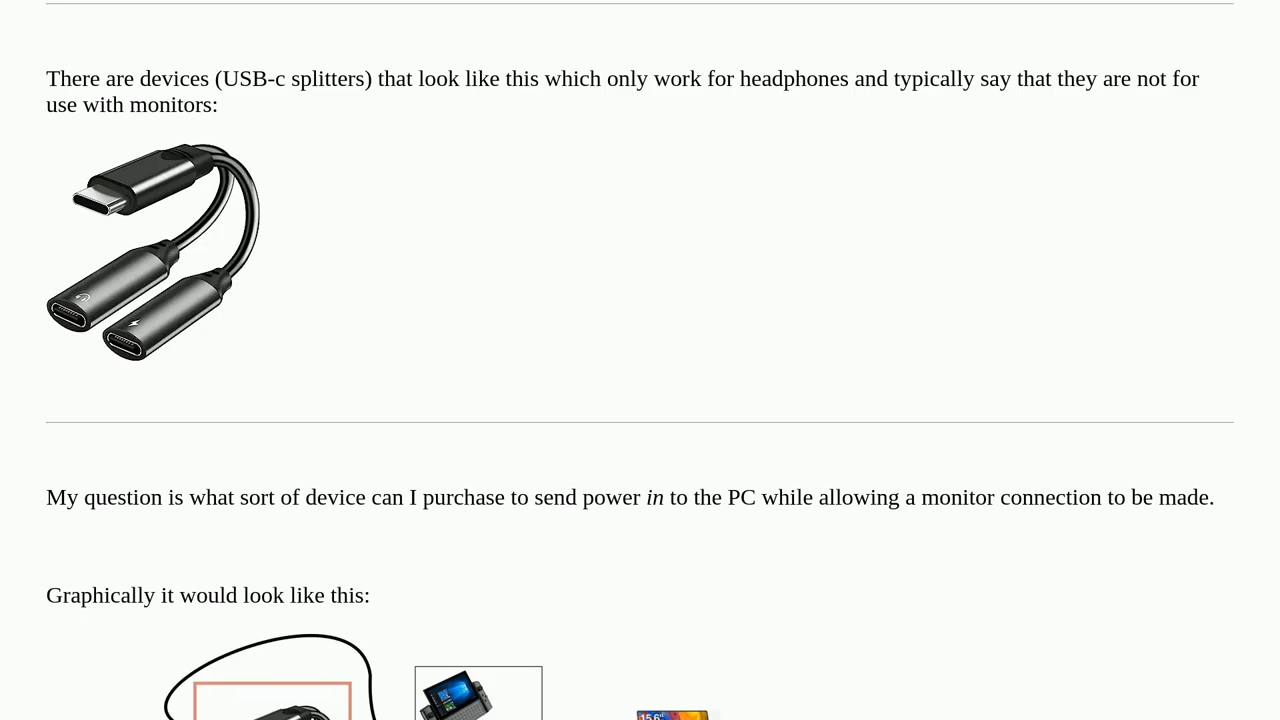 There are devices (USB-c splitters) that look like this which only work for headphones and typically say that they are not for
use with monitors:
My question is what sort of device can I purchase to send power in to the PC while allowing a monitor connection to be made.
Graphically it would look like this:
15.6"